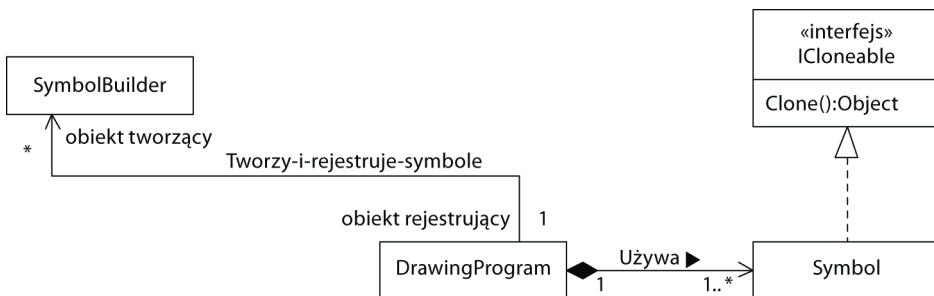 «interfejs»
ICloneable
SymbolBuilder
Clone():Object
obiekt tworzący
*
Tworzy-i-rejestruje-symbole
obiekt rejestrujący
1
Używa ▶
DrawingProgram
Symbol
1
1..*